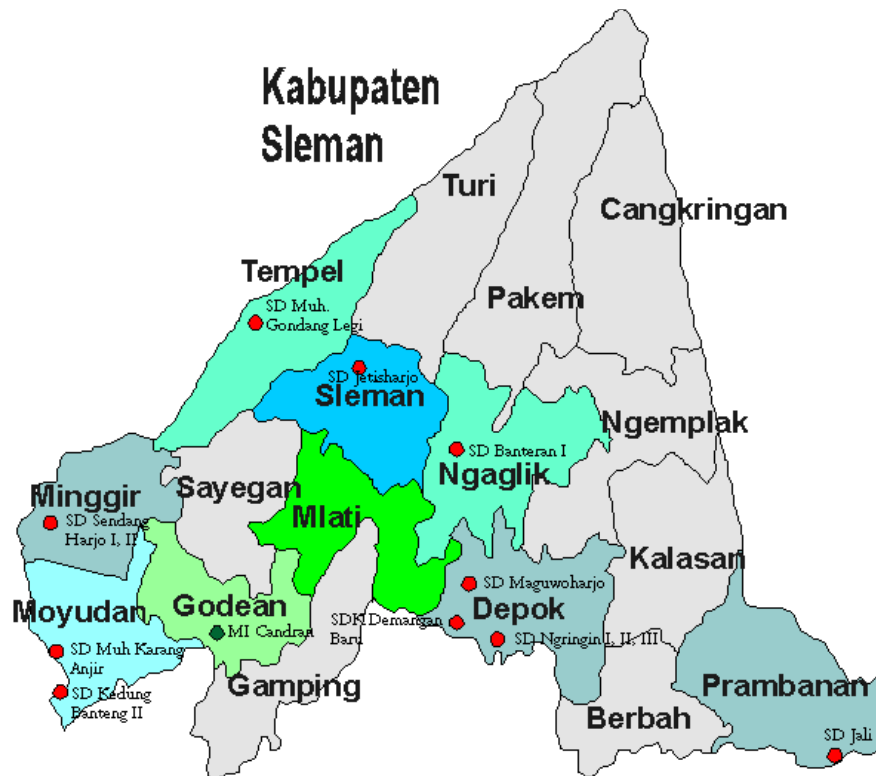 Kabupaten
Sleman
Turi
Cangkringan
Tempel
Pakem
SD Muh.
Gondang Legi
SD Jetisharjo
Sleman
Ngemplak
SD Banteran I
Ngaglik
Minggir
Sayegan
Mlati
SD Sendang
Harjo I, II
Kalasan
SD Maguwoharjo
Moyudan
Godean
Depok
SDK Demangan
Baru
MI Candran
SD Ngringin I, II, III
SD Muh Karang
Anjir
Gamping
Prambanan
SD Kedung
Banteng II
Berbah
SD Jali